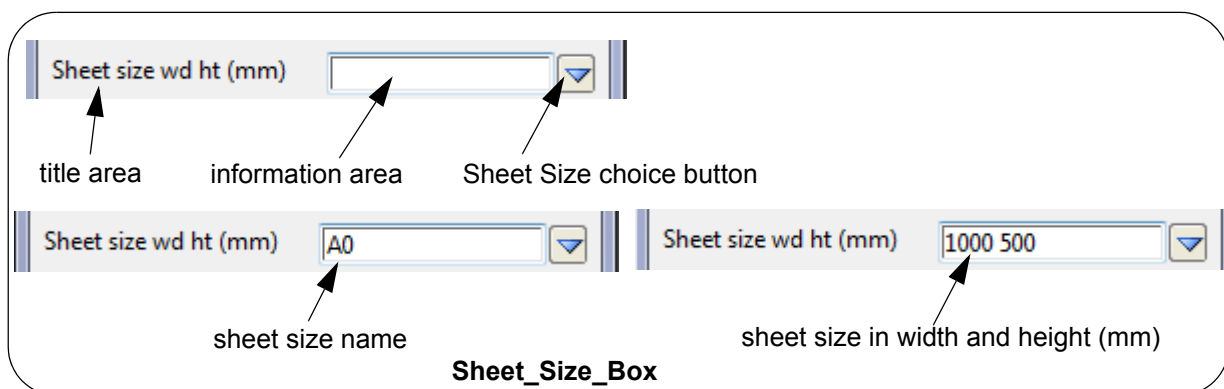 Sheet size wd ht (mm)
title area information area Sheet Size choice button
Sheet size wd ht (mm) A0
Sheet size wd ht (mm) 1000 500
sheet size name
sheet size in width and height (mm)
Sheet_Size_Box